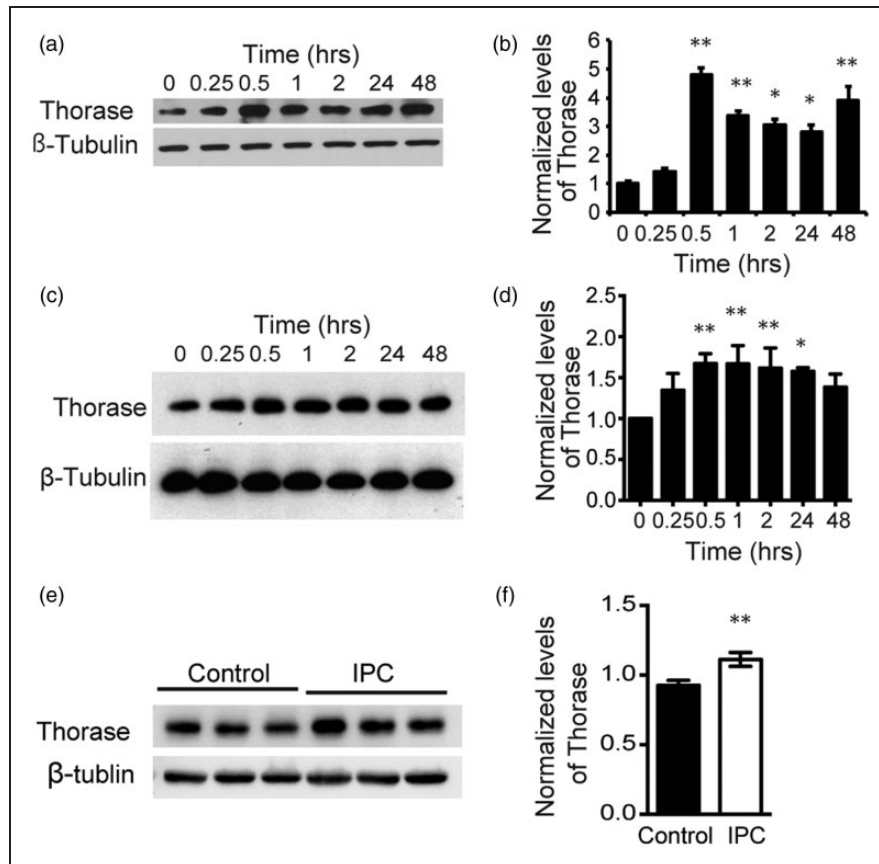 (a)
Time (hrs)
0 0.25 0.5 1 2 24 48
Thorase
ß-Tubulin
(b)
Normalized levels
of Thorase
6
5
4
3
2
1
0
** ** * * **
0 0.25 0.5 1 2 24 48
Time (hrs)
(c)
Time (hrs)
0 0.25 0.5 1 2 24 48
Thorase
β-Tubulin
(d)
Normalized levels
of Thorase
2.5
2.0
1.5
1.0
0.5
0.0
** ** ** *
0 0.25 0.5 1 2 24 48
Time (hrs)
(e)
Control IPC
Thorase
β-tublin
(f)
Normalized levels
of Thorase
1.5
1.0
0.5
0.0
**
Control IPC